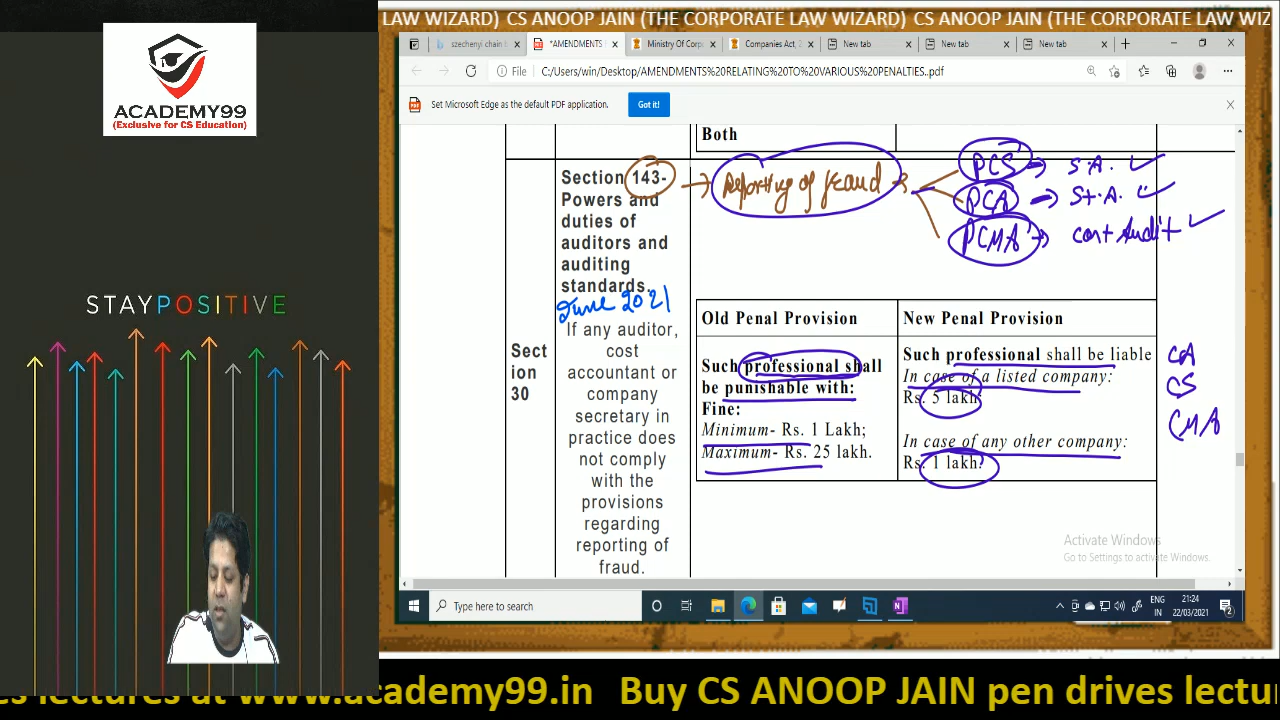 LAW WIZARD) CS ANOOP JAIN (THE CORPORATE LAW WIZARD) CS ANOOP JAIN (THE CORPORATE LAW WIZ
ACADEMY99
(Exclusive for CS Education)
STAYPOSITIVE
szechenyi chain b
*AMENDMENTS
Ministry Of Corp
Companies Act, 2
New tab
New tab
New tab
File
C:/Users/win/Desktop/AMENDMENTS%20RELATING%20TO%20VARIOUS%20PENALTIES..pdf
Set Microsoft Edge as the default PDF application.
Got it!
Both
Section 143-
Powers and
duties of
auditors and
auditing
standards.
June 2021
If any auditor,
cost
accountant or
company
secretary in
practice does
not comply
with the
provisions
regarding
reporting of
fraud.
Sect
ion
30
Reporting of fraud
PCS S.A.
PCA St.A.
PCMA Cost Audit
Old Penal Provision
Such professional shall
be punishable with:
Fine:
Minimum- Rs. 1 Lakh;
Maximum- Rs. 25 lakh.
New Penal Provision
Such professional shall be liable
In case of a listed company:
Rs. 5 lakh
In case of any other company:
Rs. 1 lakh
CA
CS
CMA
Activate Windows
Go to Settings to activate Windows.
Type here to search
ENG
IN
21:24
22/03/2021
2
es lectures at www.academy99.in Buy CS ANOOP JAIN pen drives lectu